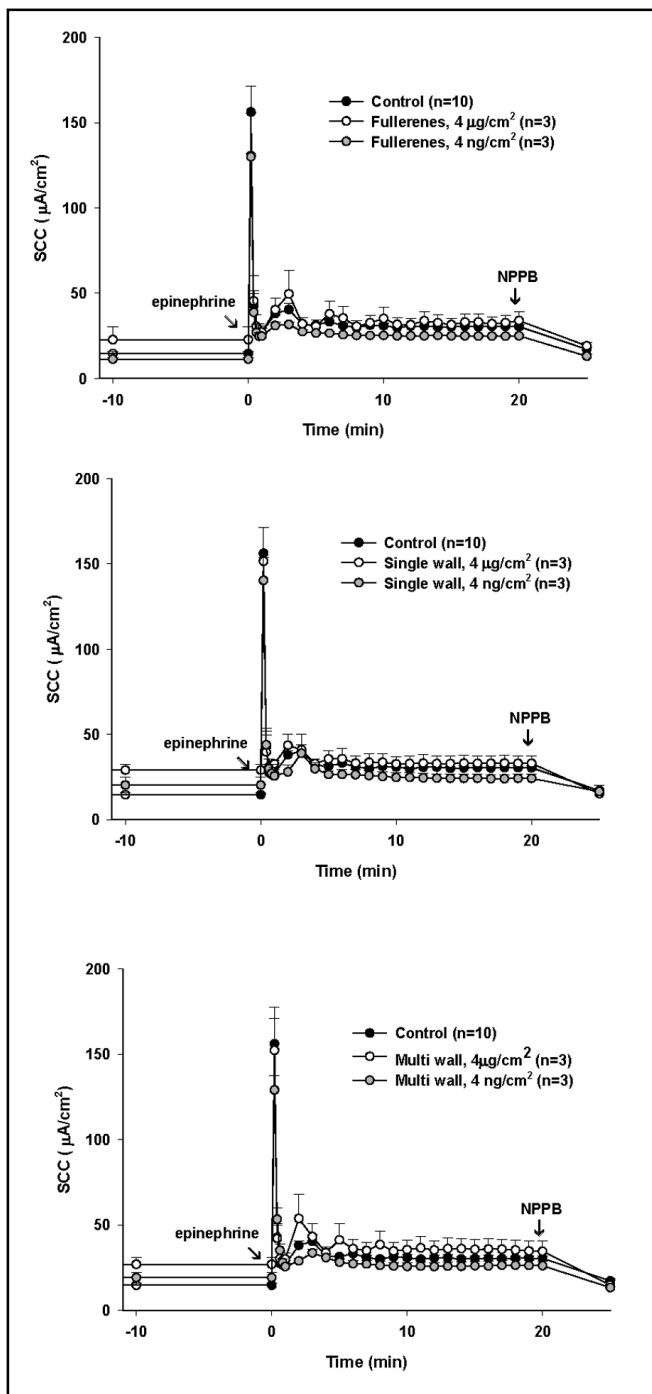 200
150
100
50
0
SCC ( μA/cm²)
Control (n=10)
Fullerenes, 4 μg/cm² (n=3)
Fullerenes, 4 ng/cm² (n=3)
epinephrine
NPPB
-10 0 10 20
Time (min)
200
150
100
50
0
SCC ( μA/cm²)
Control (n=10)
Single wall, 4 μg/cm² (n=3)
Single wall, 4 ng/cm² (n=3)
epinephrine
NPPB
-10 0 10 20
Time (min)
200
150
100
50
0
SCC ( μA/cm²)
Control (n=10)
Multi wall, 4μg/cm² (n=3)
Multi wall, 4 ng/cm² (n=3)
epinephrine
NPPB
-10 0 10 20
Time (min)